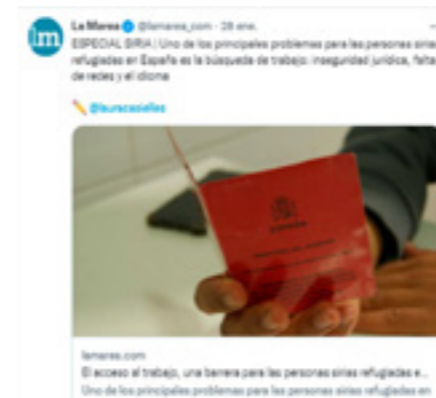 lm
La Marea @lamarea_com · 28 ene.
ESPECIAL SIRIA | Uno de los principales problemas para las personas sirias
refugiadas en España es la búsqueda de trabajo: inseguridad jurídica, falta
de redes y el idioma
@lauracasielles
ESPAÑA
lamarea.com
El acceso al trabajo, una barrera para las personas sirias refugiadas e...
Uno de los principales problemas para las personas sirias refugiadas en